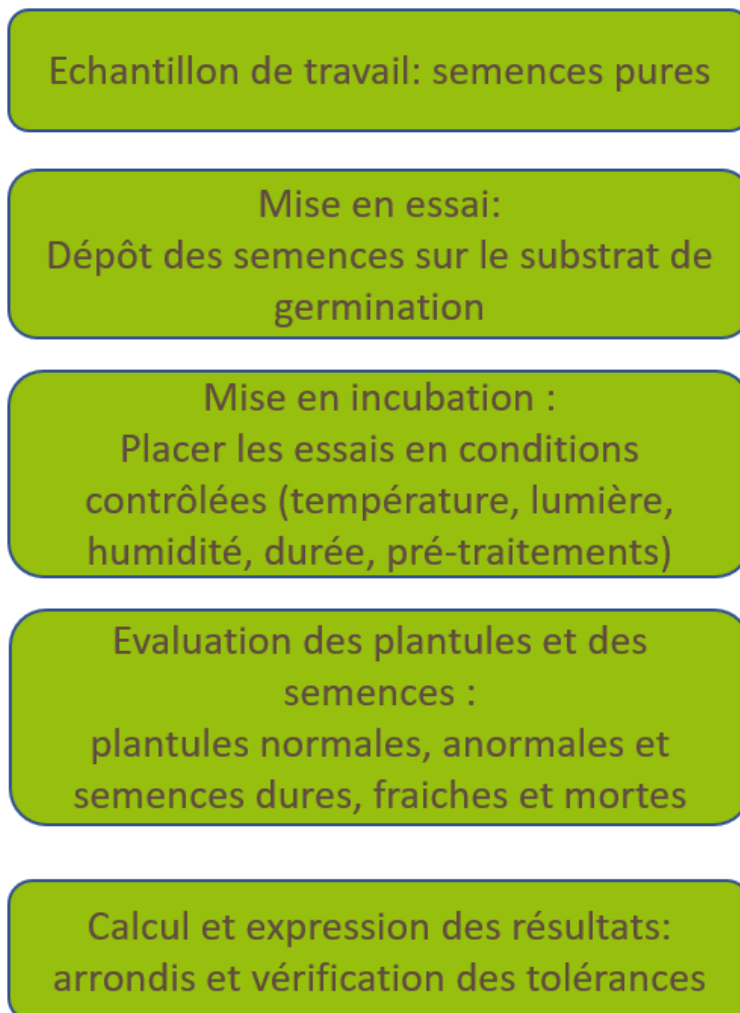 Echantillon de travail: semences pures
Mise en essai:
Dépôt des semences sur le substrat de
germination
Mise en incubation :
Placer les essais en conditions
contrôlées (température, lumière,
humidité, durée, pré-traitements)
Evaluation des plantules et des
semences :
plantules normales, anormales et
semences dures, fraiches et mortes
Calcul et expression des résultats:
arrondis et vérification des tolérances